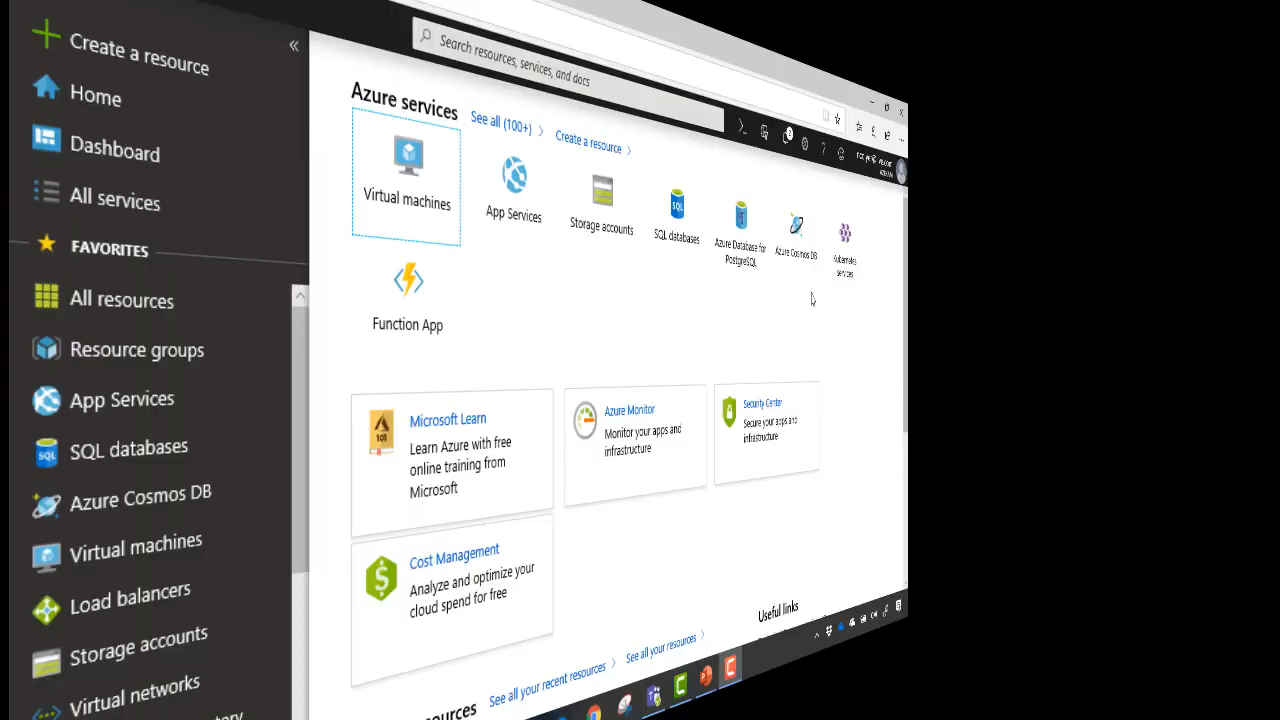 Create a resource
Home
Dashboard
All services
FAVORITES
All resources
Resource groups
App Services
SQL databases
Azure Cosmos DB
Virtual machines
Load balancers
Storage accounts
Virtual networks
Search resources, services, and docs
Azure services
See all (100+)
Create a resource
Virtual machines
App Services
Storage accounts
SQL
SQL databases
Azure Database for
PostgreSQL
Azure Cosmos DB
Kubernetes
services
Function App
101
Microsoft Learn
Learn Azure with free
online training from
Microsoft
Azure Monitor
Monitor your apps and
infrastructure
Security Center
Secure your apps and
infrastructure
Cost Management
Analyze and optimize your
cloud spend for free
Useful links
See all your recent resources
See all your resources